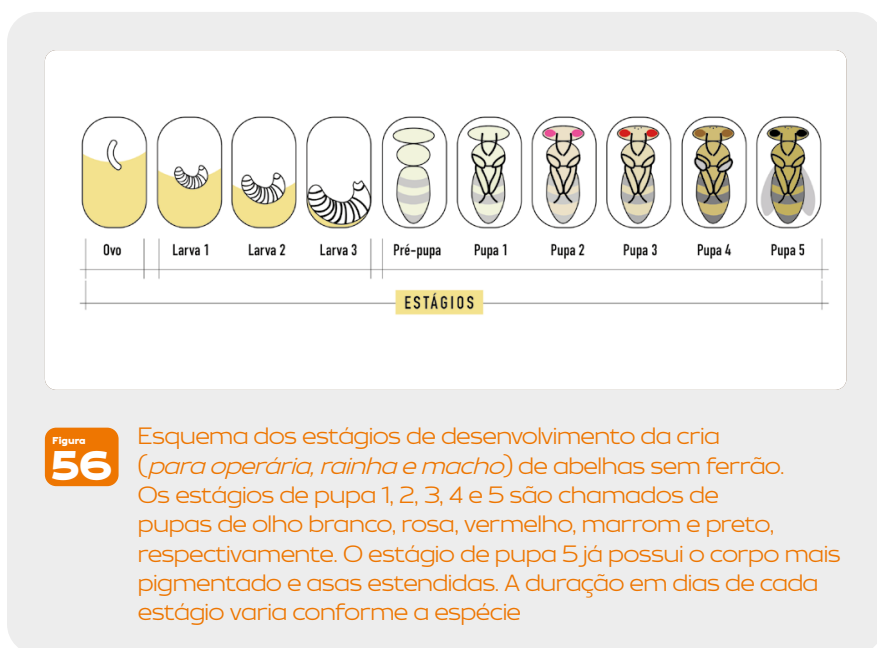 Ovo Larva 1 Larva 2 Larva 3 Pré-pupa Pupa 1 Pupa 2 Pupa 3 Pupa 4 Pupa 5
ESTÁGIOS
Figura
56
Esquema dos estágios de desenvolvimento da cria
(para operária, rainha e macho) de abelhas sem ferrão.
Os estágios de pupa 1, 2, 3, 4 e 5 são chamados de
pupas de olho branco, rosa, vermelho, marrom e preto,
respectivamente. O estágio de pupa 5 já possui o corpo mais
pigmentado e asas estendidas. A duração em dias de cada
estágio varia conforme a espécie